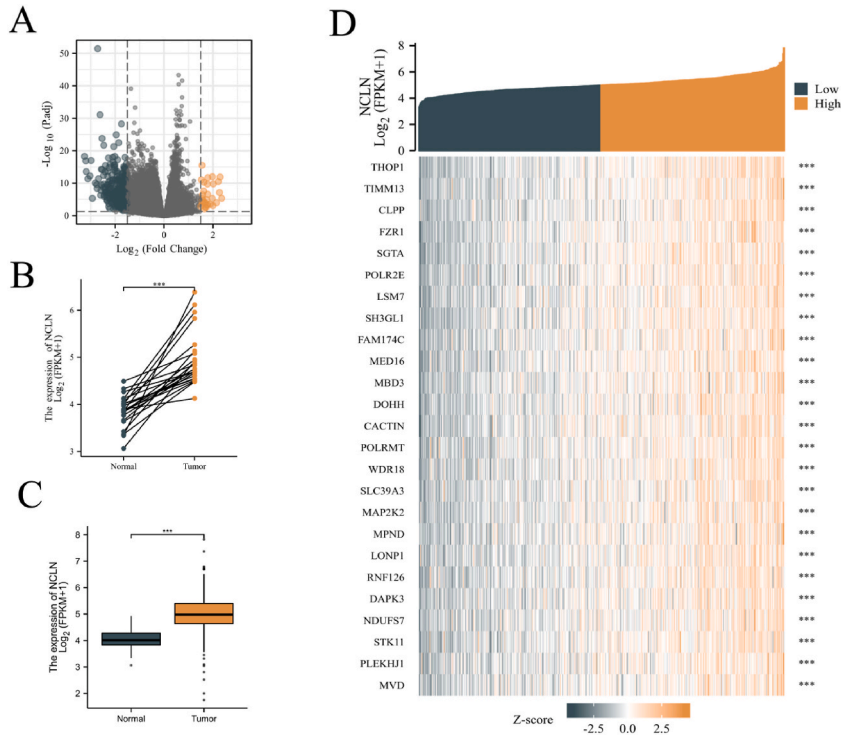 A
-Log10 (P.adj)
50
40
30
20
10
0
-2
0
2
Log2 (Fold Change)
B
***
The expression of NCLN
Log2 (FPKM+1)
6
5
4
3
Normal
Tumor
C
***
The expression of NCLN
Log2 (FPKM+1)
8
7
6
5
4
3
2
Normal
Tumor
D
NCLN
Log2 (FPKM+1)
8
6
4
2
0
Low
High
THOP1 ***
TIMM13 ***
CLPP ***
FZR1 ***
SGTA ***
POLR2E ***
LSM7 ***
SH3GL1 ***
FAM174C ***
MED16 ***
MBD3 ***
DOHH ***
CACTIN ***
POLRMT ***
WDR18 ***
SLC39A3 ***
MAP2K2 ***
MPND ***
LONP1 ***
RNF126 ***
DAPK3 ***
NDUFS7 ***
STK11 ***
PLEKHJ1 ***
MVD ***
Z-score
-2.5 0.0 2.5